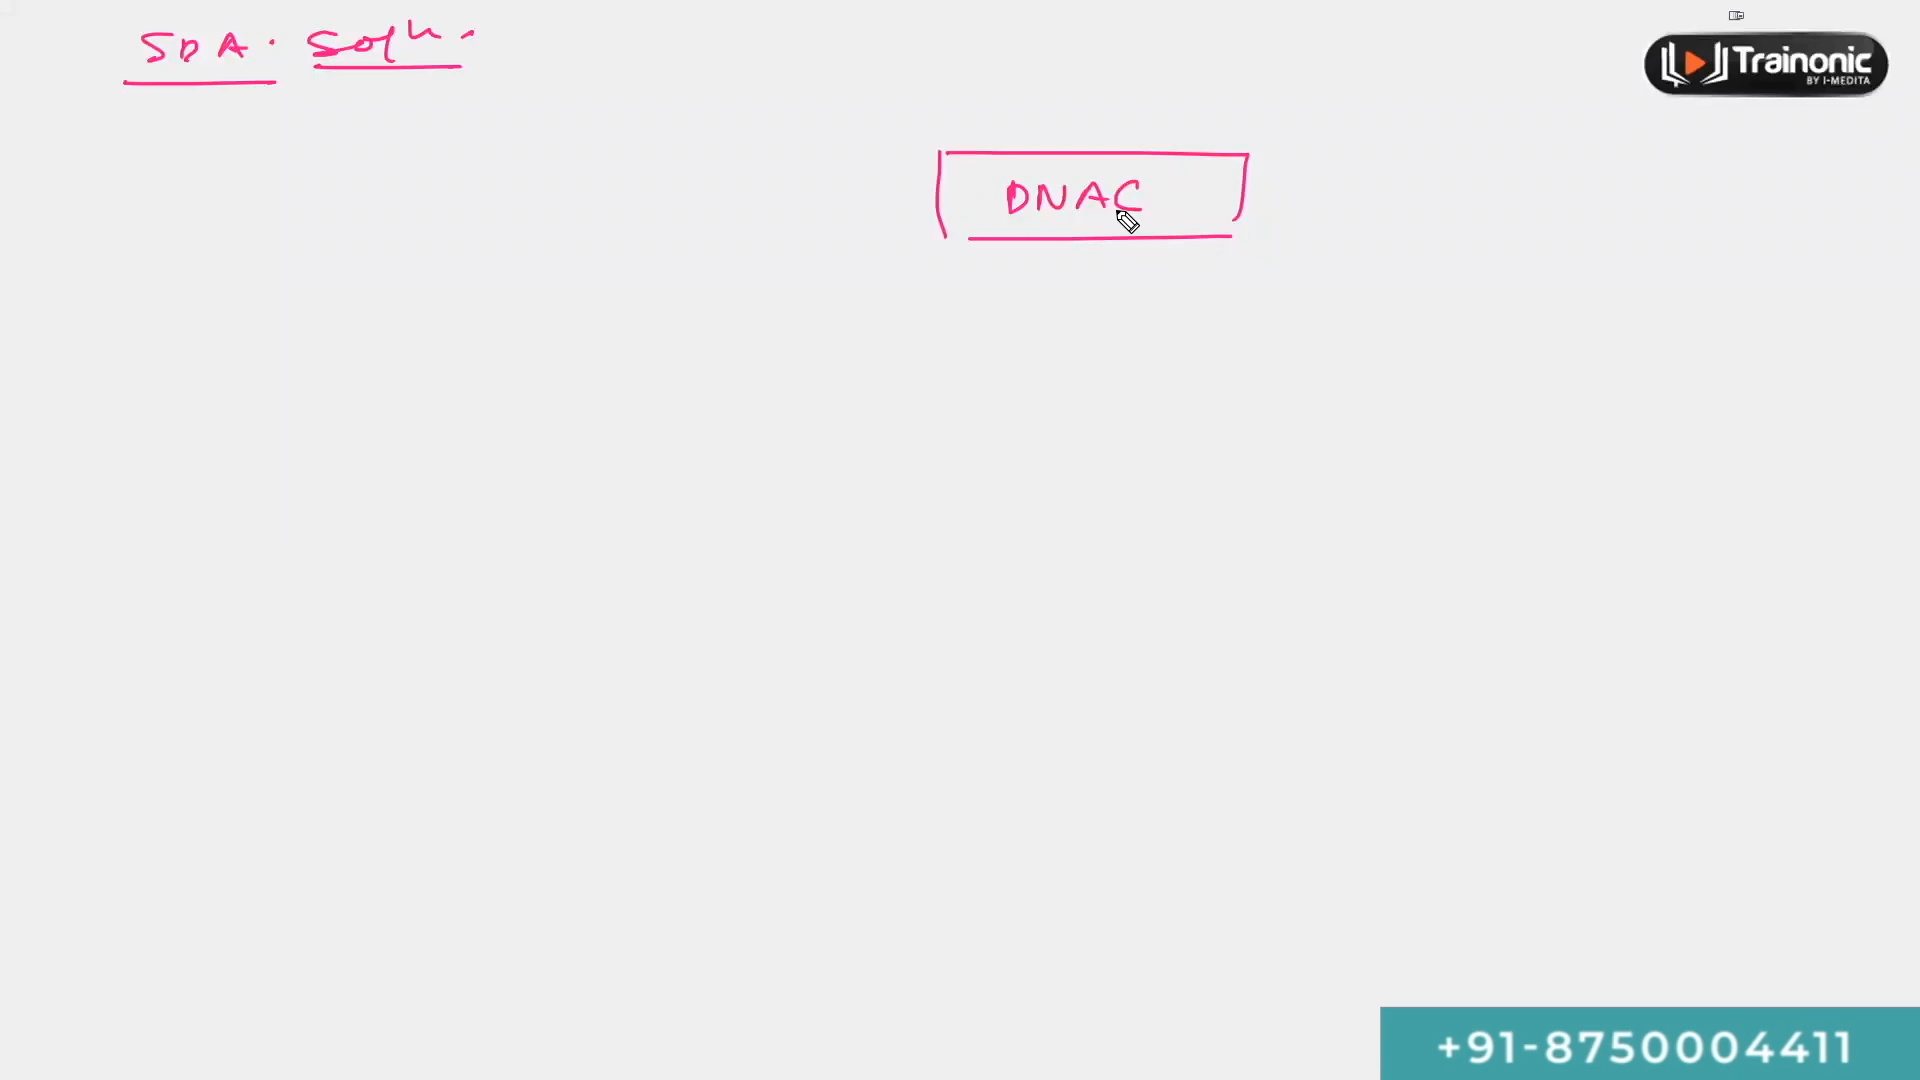 SDA. Soln.
Trainonic
BY I-MEDITA
DNAC
+91-8750004411